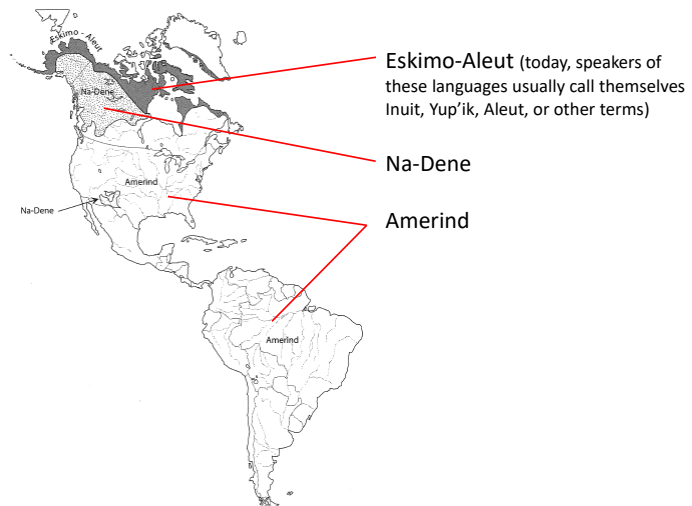 Eskimo - Aleut
Na-Dene
Amerind
Na-Dene
Amerind
Eskimo-Aleut (today, speakers of
these languages usually call themselves
Inuit, Yup’ik, Aleut, or other terms)
Na-Dene
Amerind